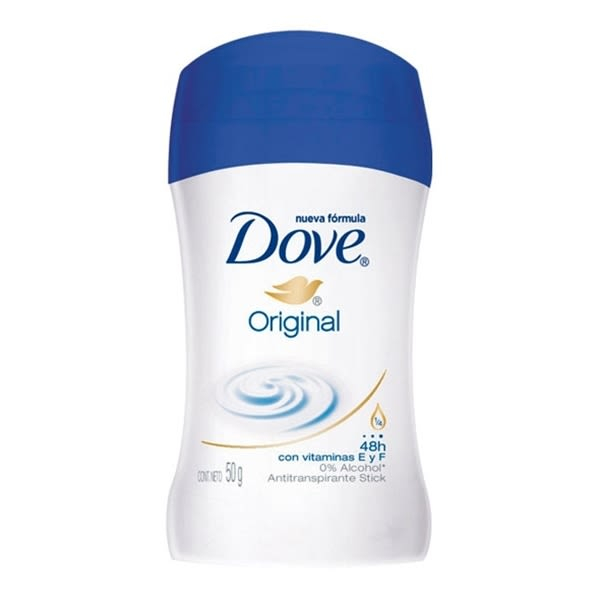 nueva fórmula
Dove®
®
Original
¼
48h
con vitaminas E y F
0% Alcohol*
Antitranspirante Stick
CONT. NETO 50 g